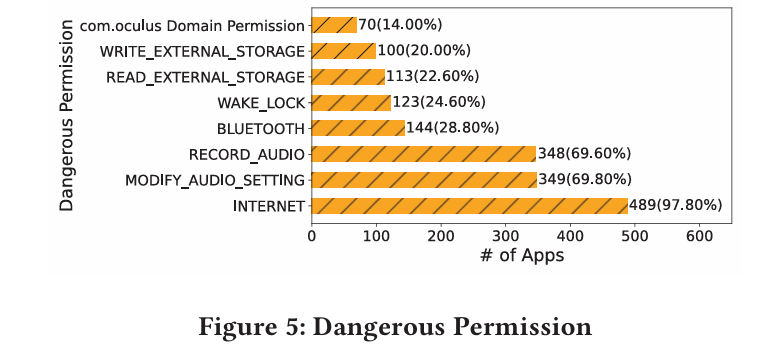 Dangerous Permission
com.oculus Domain Permission 70(14.00%)
WRITE_EXTERNAL_STORAGE 100(20.00%)
READ_EXTERNAL_STORAGE 113(22.60%)
WAKE_LOCK 123(24.60%)
BLUETOOTH 144(28.80%)
RECORD_AUDIO 348(69.60%)
MODIFY_AUDIO_SETTING 349(69.80%)
INTERNET 489(97.80%)
0 100 200 300 400 500 600
# of Apps
Figure 5: Dangerous Permission